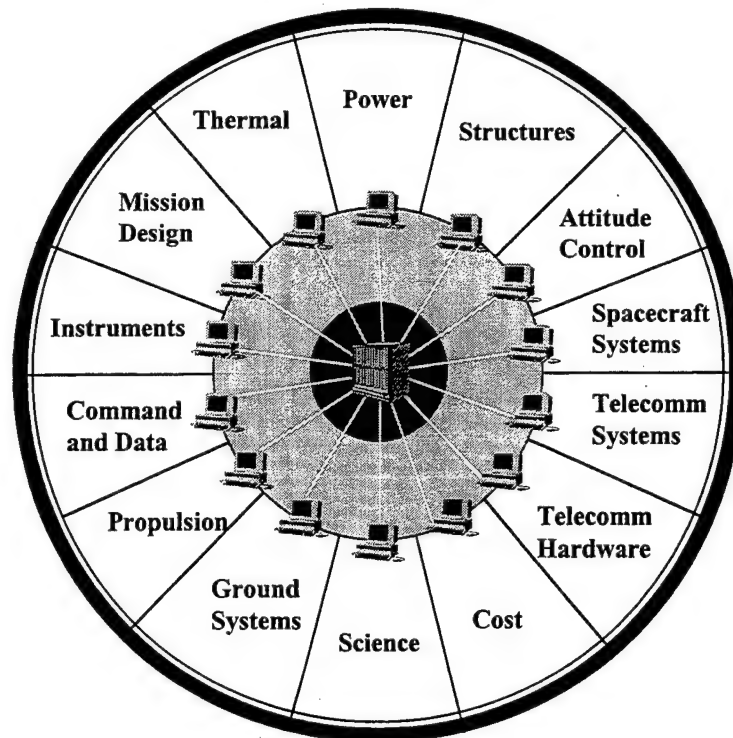 Power
Structures
Attitude
Control
Spacecraft
Systems
Telecomm
Systems
Telecomm
Hardware
Cost
Science
Ground
Systems
Propulsion
Command
and Data
Instruments
Mission
Design
Thermal